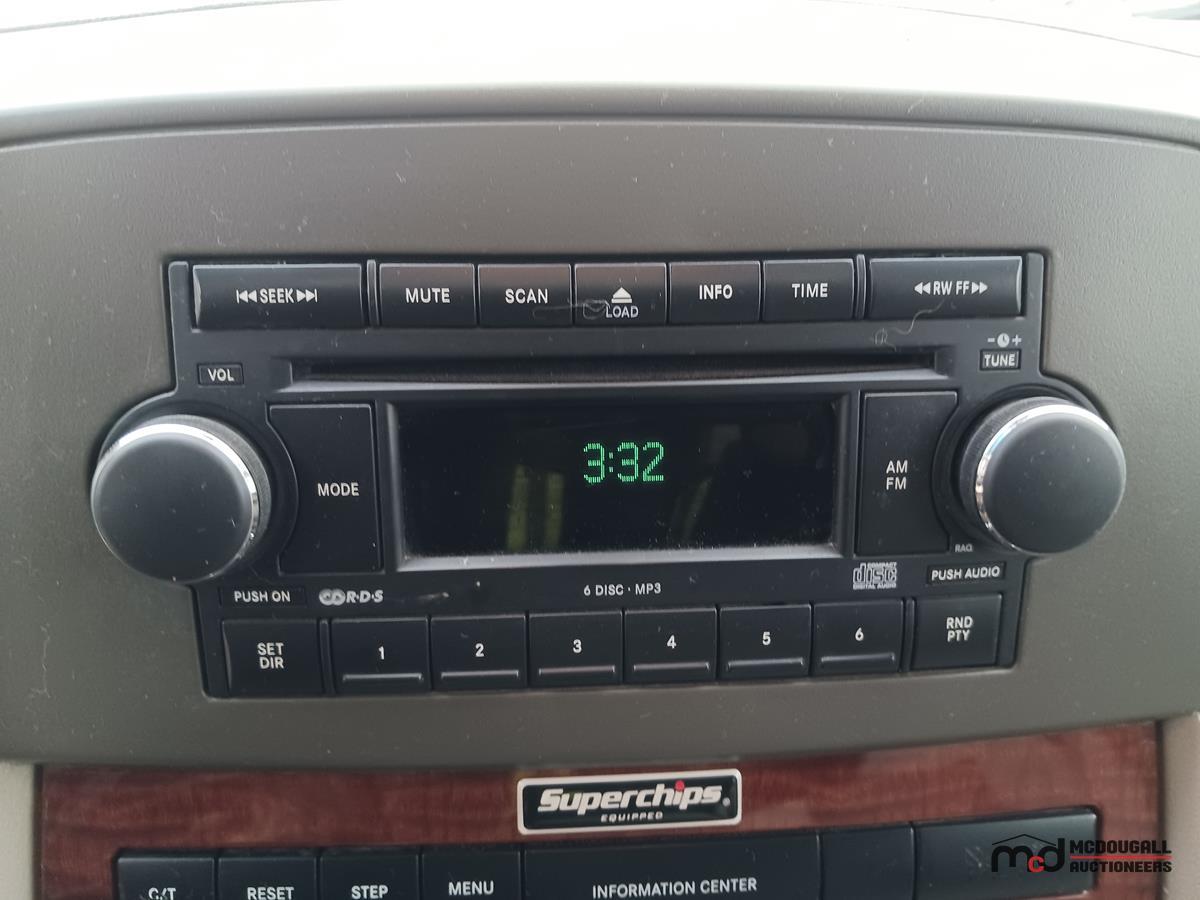 SEEK
MUTE
SCAN
LOAD
INFO
TIME
RW FF
VOL
- +
TUNE
MODE
3:32
AM
FM
RAQ
PUSH ON
R·D·S
6 DISC · MP3
COMPACT
disc
DIGITAL AUDIO
PUSH AUDIO
SET
DIR
1
2
3
4
5
6
RND
PTY
Superchips®
EQUIPPED
C/T
RESET
STEP
MENU
INFORMATION CENTER
mcd MCDOUGALL
AUCTIONEERS